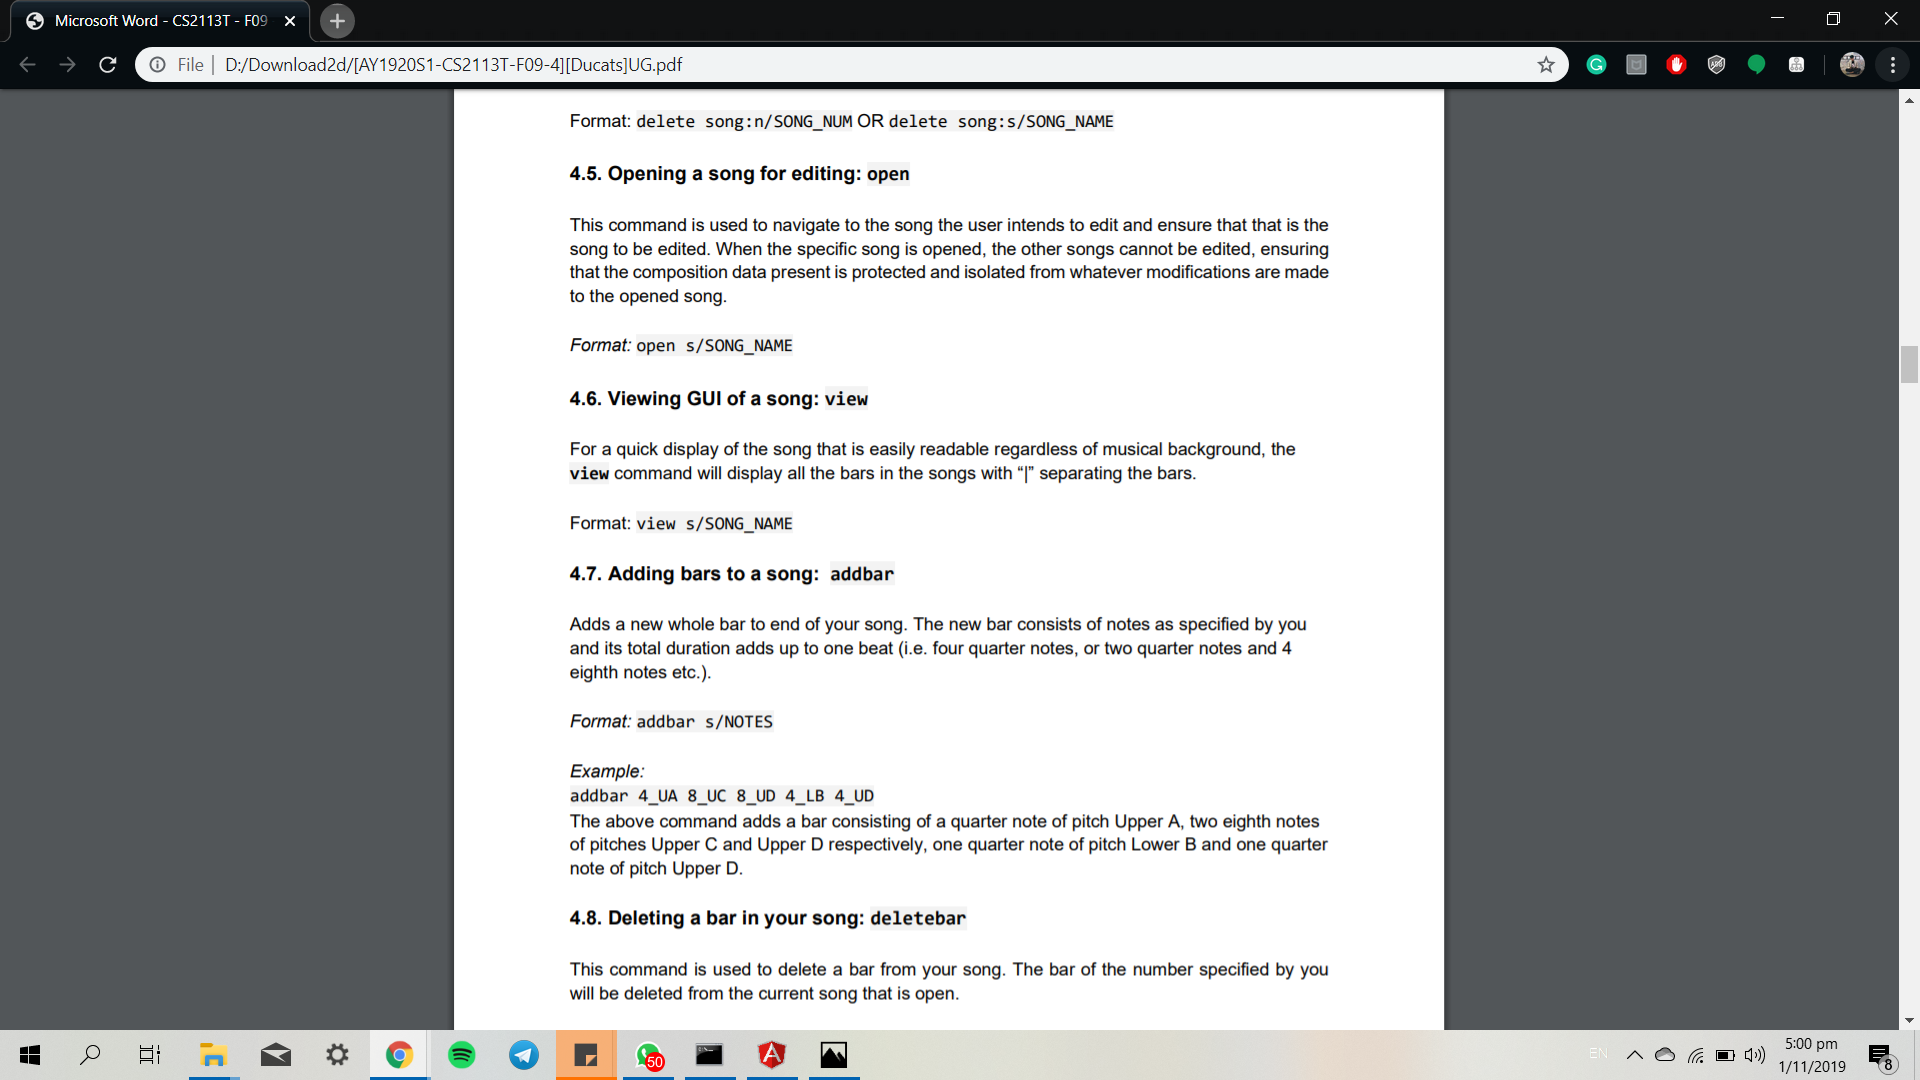 Microsoft Word - CS2113T - F09
File
D:/Download2d/[AY1920S1-CS2113T-F09-4][Ducats]UG.pdf
Format: delete song:n/SONG_NUM OR delete song:s/SONG_NAME
4.5. Opening a song for editing: open
This command is used to navigate to the song the user intends to edit and ensure that that is the
song to be edited. When the specific song is opened, the other songs cannot be edited, ensuring
that the composition data present is protected and isolated from whatever modifications are made
to the opened song.
Format: open s/SONG_NAME
4.6. Viewing GUI of a song: view
For a quick display of the song that is easily readable regardless of musical background, the
view command will display all the bars in the songs with “|” separating the bars.
Format: view s/SONG_NAME
4.7. Adding bars to a song: addbar
Adds a new whole bar to end of your song. The new bar consists of notes as specified by you
and its total duration adds up to one beat (i.e. four quarter notes, or two quarter notes and 4
eighth notes etc.).
Format: addbar s/NOTES
Example:
addbar 4_UA 8_UC 8_UD 4_LB 4_UD
The above command adds a bar consisting of a quarter note of pitch Upper A, two eighth notes
of pitches Upper C and Upper D respectively, one quarter note of pitch Lower B and one quarter
note of pitch Upper D.
4.8. Deleting a bar in your song: deletebar
This command is used to delete a bar from your song. The bar of the number specified by you
will be deleted from the current song that is open.
50
EN
5:00 pm
1/11/2019
8